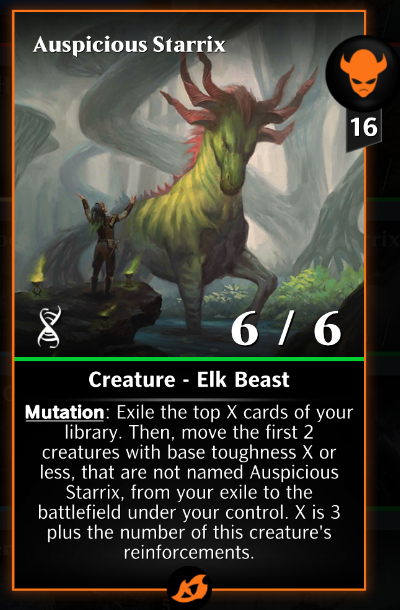 Auspicious Starrix
16
6 / 6
Creature - Elk Beast
Mutation: Exile the top X cards of your
library. Then, move the first 2
creatures with base toughness X or
less, that are not named Auspicious
Starrix, from your exile to the
battlefield under your control. X is 3
plus the number of this creature's
reinforcements.